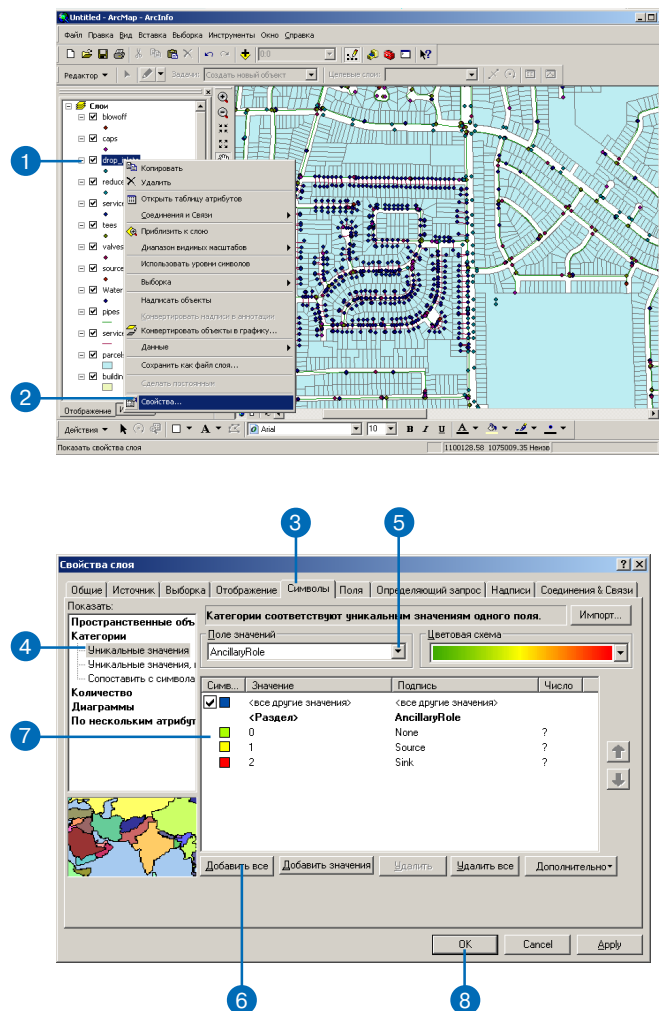 Untitled - ArcMap - ArcInfo
Файл Правка Вид Вставка Выборка Инструменты Окно Справка
0:0
Редактор Задачи: Создать новый объект Целевые слои:
Слои
blowoff
caps
1
drop_
Копировать
reduce
Удалить
service
Открыть таблицу атрибутов
Соединения и Связи
tees
Приблизить к слою
valves
Диапазон видимых масштабов
source
Использовать уровни символов
Water
Выборка
pipes
Надписать объекты
Конвертировать надписи в аннотации
service
Конвертировать объекты в графику...
parcels
Данные
Сохранить как файл слоя...
buildin
Сделать постоянные
2
Свойства...
Отображение
Действия Arial 10 B I U A
Показать свойства слоя 1100128.58 1075009.35 Неизв
3 5
Свойства слоя
Общие Источник Выборка Отображение Символы Поля Определяющий запрос Надписи Соединения & Связи
Показать:
Пространственные объ
Категории соответствуют уникальным значениям одного поля.
Импорт...
Категории
4
Уникальные значения
Поле значений
Цветовая схема
Уникальные значения,
AncillaryRole
Сопоставить с символа
Количество
Диаграммы
По нескольким атрибут
Симв... Значение Подпись Число
<все другие значения> <все другие значения>
<Раздел> AncillaryRole
7
0 None ?
1 Source ?
2 Sink ?
Добавить все Добавить значения Удалить Удалить все Дополнительно
OK Cancel Apply
6 8